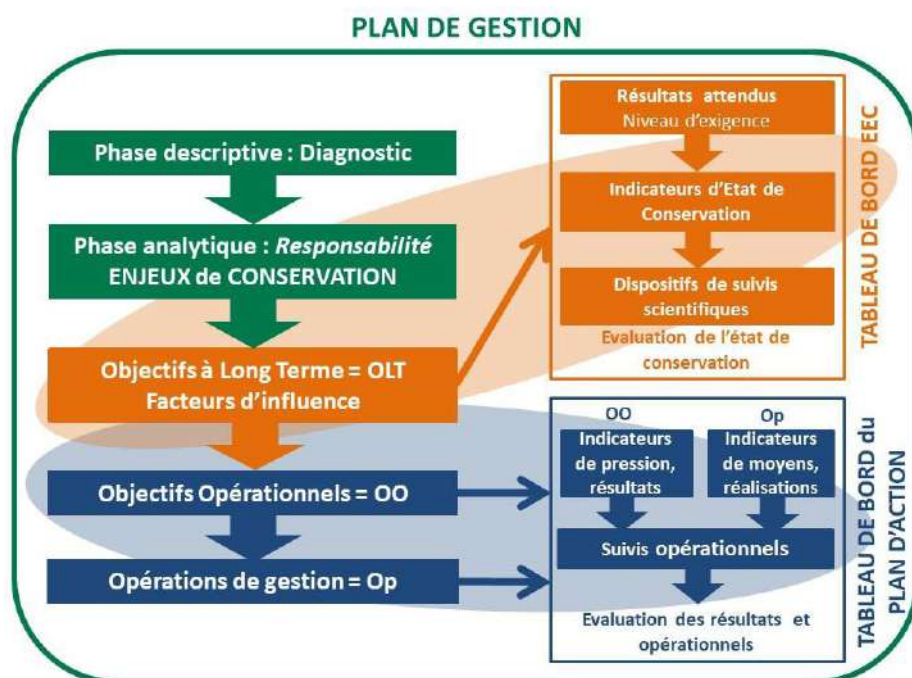 PLAN DE GESTION
Phase descriptive : Diagnostic
Phase analytique : Responsabilité
ENJEUX de CONSERVATION
Objectifs à Long Terme = OLT
Facteurs d'influence
Objectifs Opérationnels = OO
Opérations de gestion = Op
Résultats attendus
Niveau d'exigence
Indicateurs d'Etat de
Conservation
Dispositifs de suivis
scientifiques
Evaluation de l'état de
conservation
TABLEAU DE BORD EEC
OO
Indicateurs
de pression,
résultats
Op
Indicateurs
de moyens,
réalisations
Suivis opérationnels
Evaluation des résultats et
opérationnels
TABLEAU DE BORD du
PLAN D'ACTION